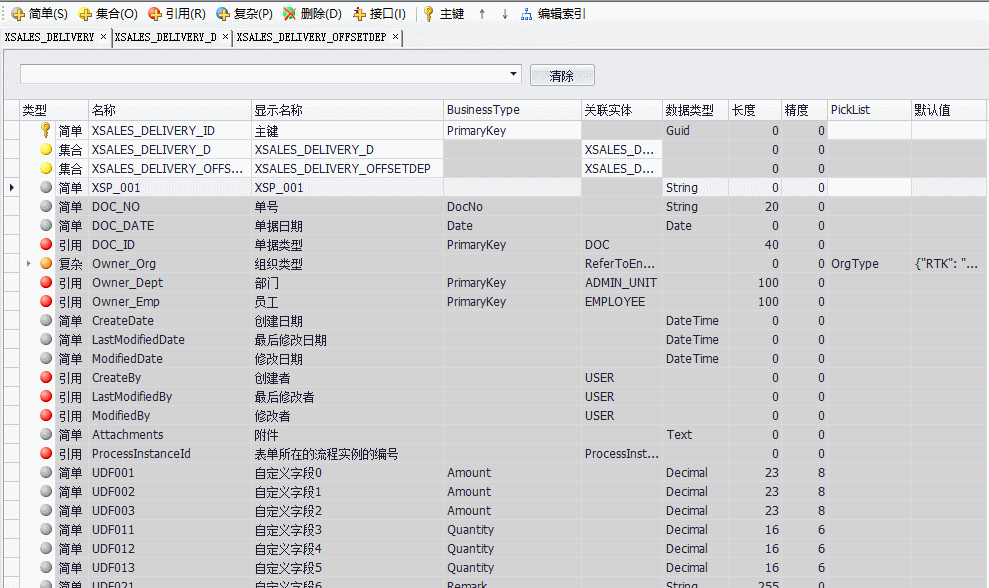 简单(S) 集合(O) 引用(R) 复杂(P) 删除(D) 接口(I) 主键 ↑ ↓ 编辑索引
XSALES_DELIVERY × XSALES_DELIVERY_D × XSALES_DELIVERY_OFFSETDEP ×
清除
类型 名称 显示名称 BusinessType 关联实体 数据类型 长度 精度 PickList 默认值
简单 XSALES_DELIVERY_ID 主键 PrimaryKey Guid 0 0
集合 XSALES_DELIVERY_D XSALES_DELIVERY_D XSALES_D... 0 0
集合 XSALES_DELIVERY_OFFS... XSALES_DELIVERY_OFFSETDEP XSALES_D... 0 0
简单 XSP_001 XSP_001 String 0 0
简单 DOC_NO 单号 DocNo String 20 0
简单 DOC_DATE 单据日期 Date Date 0 0
引用 DOC_ID 单据类型 PrimaryKey DOC 40 0
复杂 Owner_Org 组织类型 ReferToEn... 0 0 OrgType {"RTK": "...
引用 Owner_Dept 部门 PrimaryKey ADMIN_UNIT 100 0
引用 Owner_Emp 员工 PrimaryKey EMPLOYEE 100 0
简单 CreateDate 创建日期 DateTime 0 0
简单 LastModifiedDate 最后修改日期 DateTime 0 0
简单 ModifiedDate 修改日期 DateTime 0 0
引用 CreateBy 创建者 USER 0 0
引用 LastModifiedBy 最后修改者 USER 0 0
引用 ModifiedBy 修改者 USER 0 0
简单 Attachments 附件 Text 0 0
引用 ProcessInstanceId 表单所在的流程实例的编号 ProcessInst... 0 0
简单 UDF001 自定义字段0 Amount Decimal 23 8
简单 UDF002 自定义字段1 Amount Decimal 23 8
简单 UDF003 自定义字段2 Amount Decimal 23 8
简单 UDF011 自定义字段3 Quantity Decimal 16 6
简单 UDF012 自定义字段4 Quantity Decimal 16 6
简单 UDF013 自定义字段5 Quantity Decimal 16 6
简单 UDF021 自定义字段6 Remark String 255 0